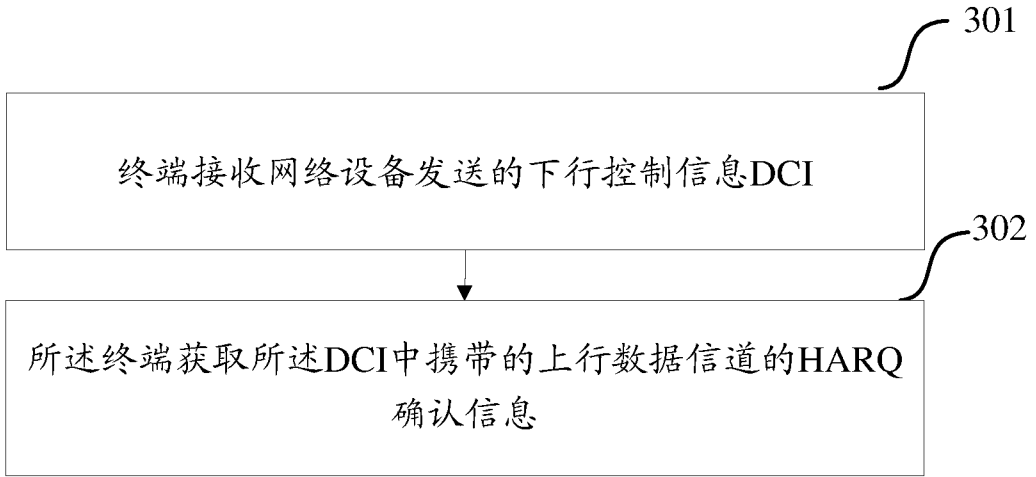 301
终端接收网络设备发送的下行控制信息DCI
302
所述终端获取所述DCI中携带的上行数据信道的HARQ
确认信息